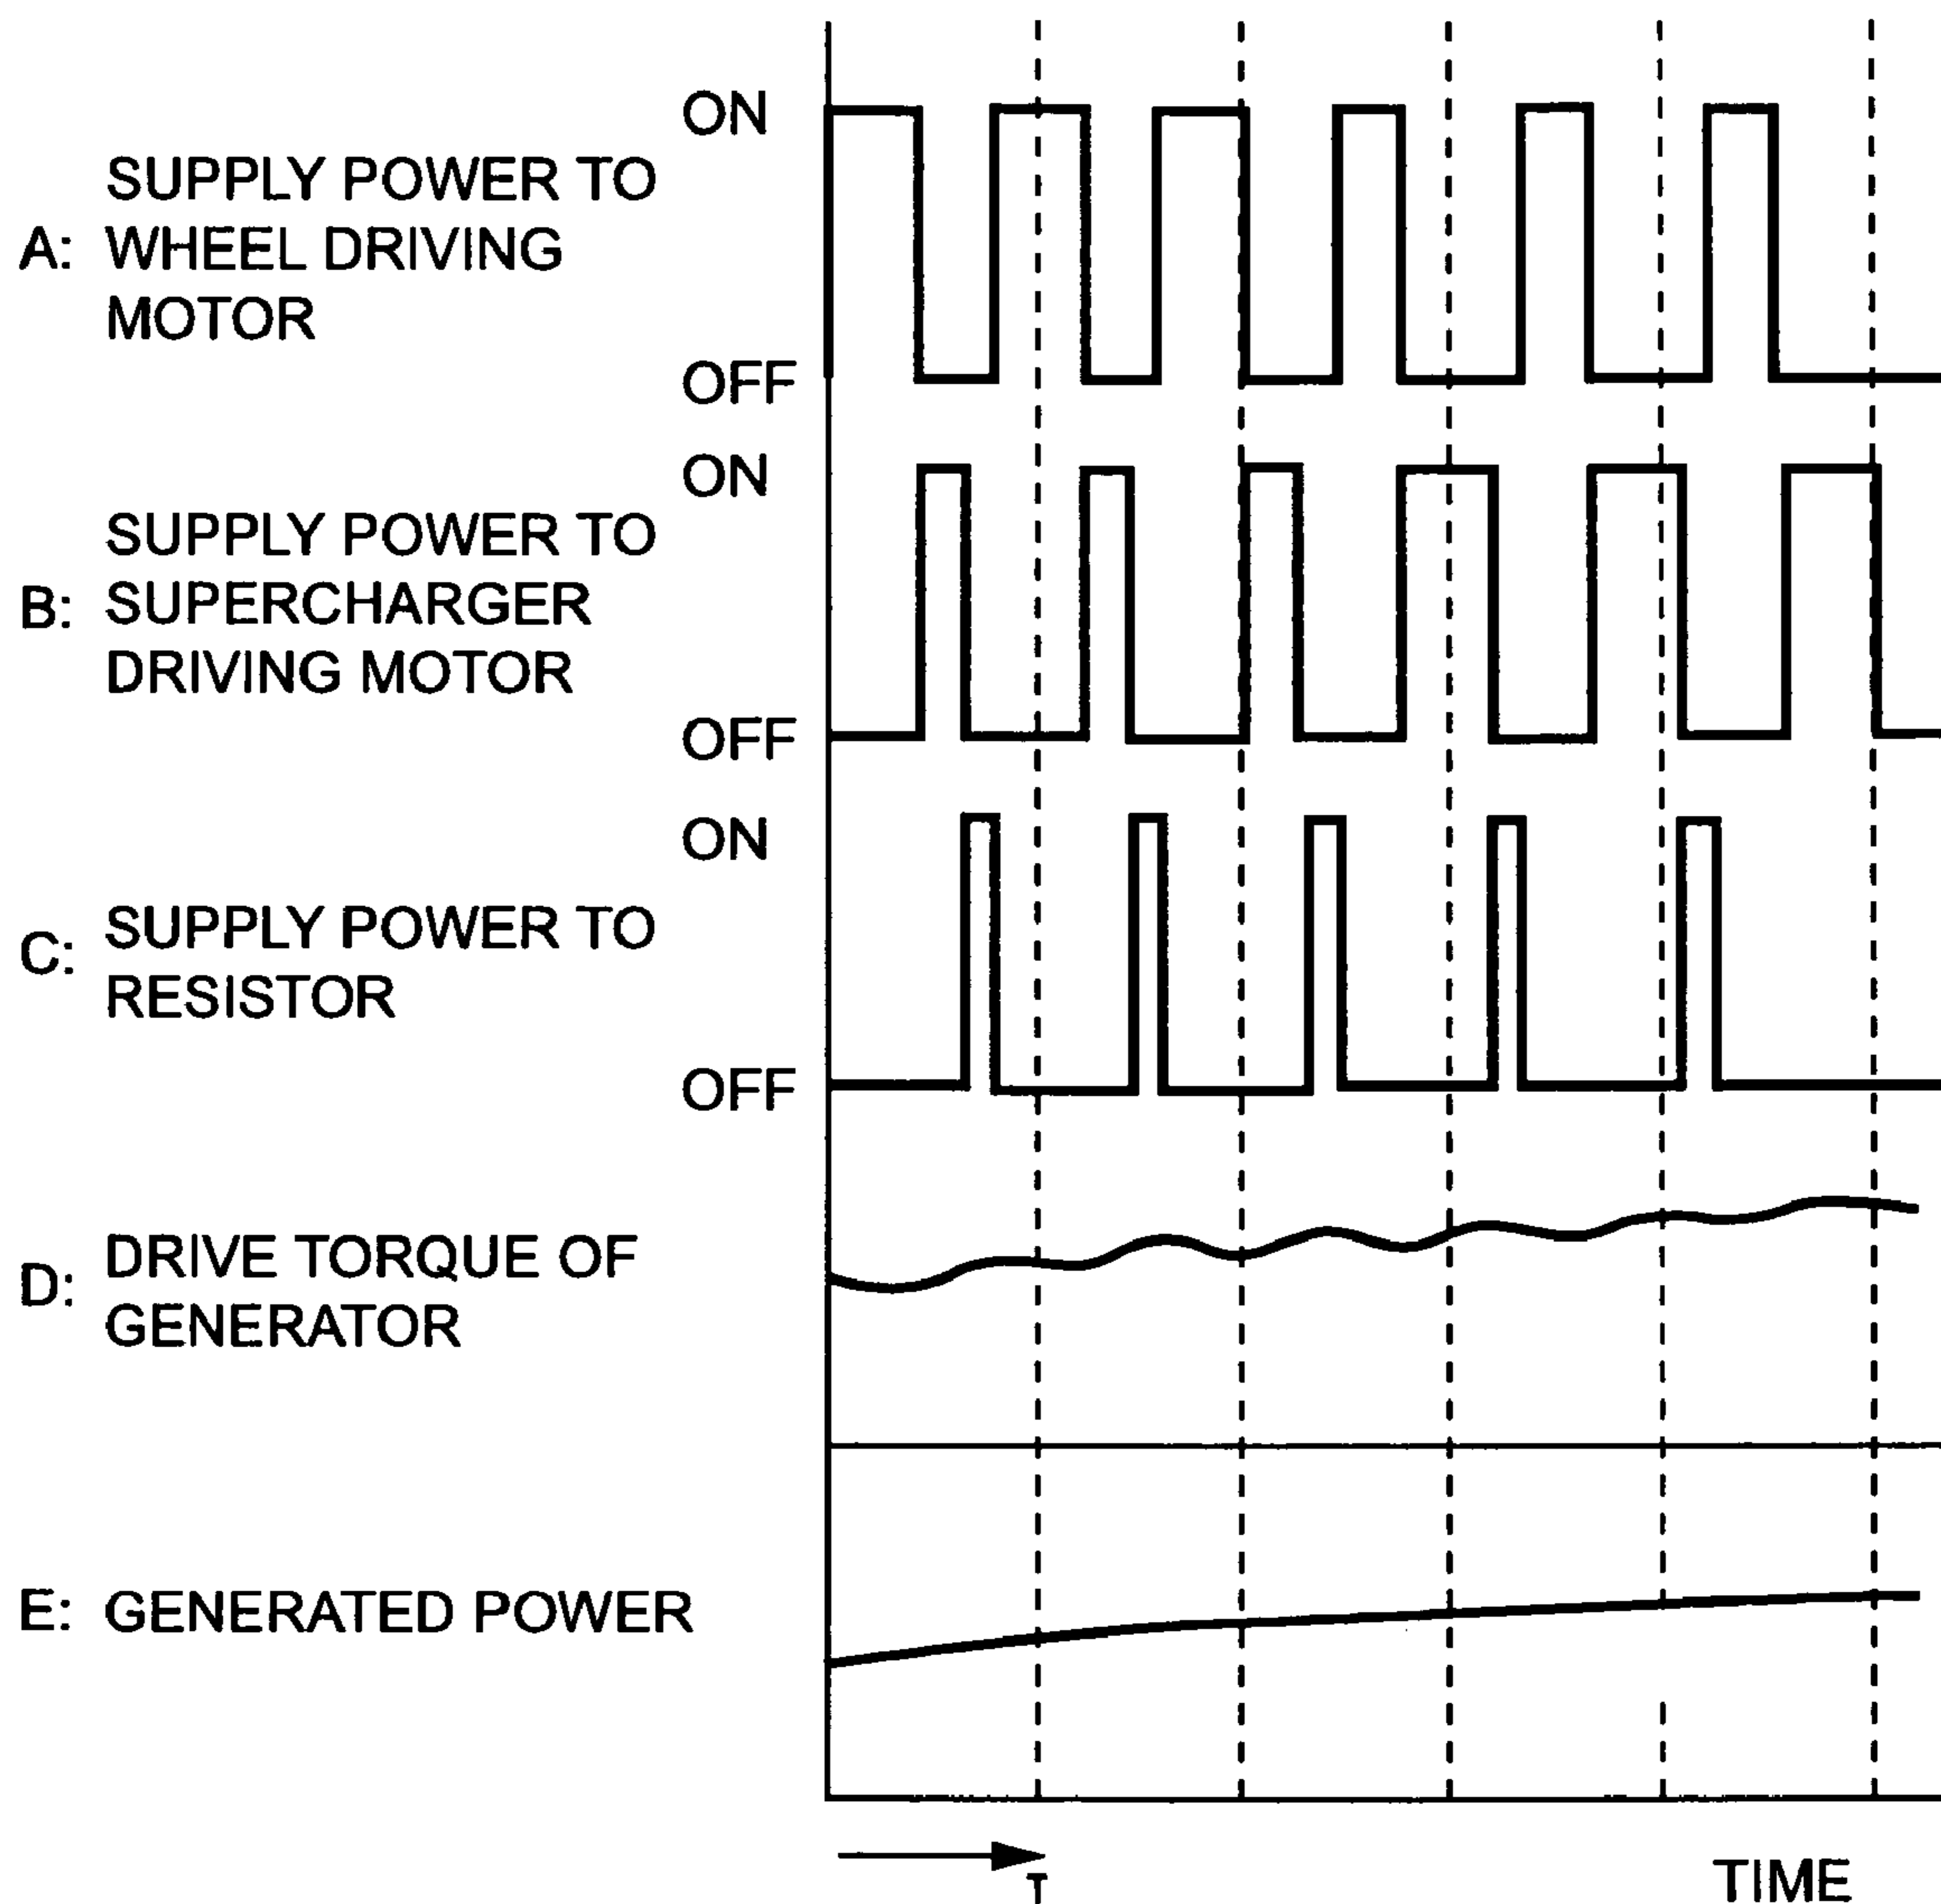 ON
SUPPLY POWER TO
A: WHEEL DRIVING
MOTOR
OFF
ON
SUPPLY POWER TO
B: SUPERCHARGER
DRIVING MOTOR
OFF
ON
SUPPLY POWER TO
C:
RESISTOR
OFF
DRIVE TORQUE OF
D:
GENERATOR
E: GENERATED POWER
T
TIME